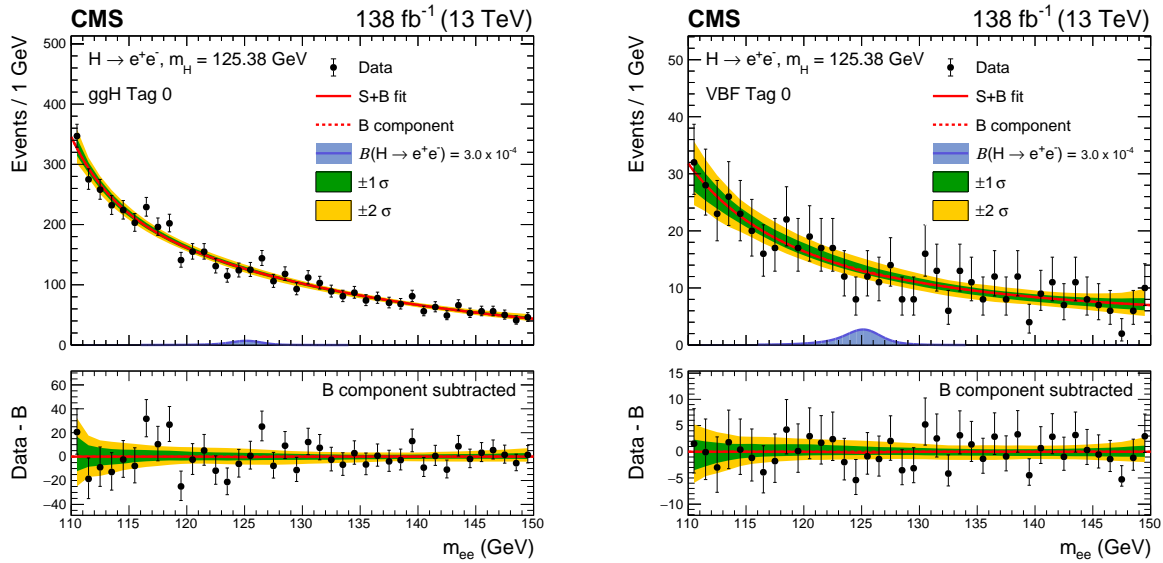 CMS 138 fb⁻¹ (13 TeV)
Events / 1 GeV
500
400
300
200
100
0
H → e⁺e⁻, m_H = 125.38 GeV
ggH Tag 0
Data
S+B fit
B component
B(H → e⁺e⁻) = 3.0 x 10⁻⁴
±1 σ
±2 σ
Data - B
60
40
20
0
−20
−40
B component subtracted
110 115 120 125 130 135 140 145 150
m_ee (GeV)
CMS 138 fb⁻¹ (13 TeV)
Events / 1 GeV
50
40
30
20
10
0
H → e⁺e⁻, m_H = 125.38 GeV
VBF Tag 0
Data
S+B fit
B component
B(H → e⁺e⁻) = 3.0 x 10⁻⁴
±1 σ
±2 σ
Data - B
15
10
5
0
−5
−10
B component subtracted
110 115 120 125 130 135 140 145 150
m_ee (GeV)